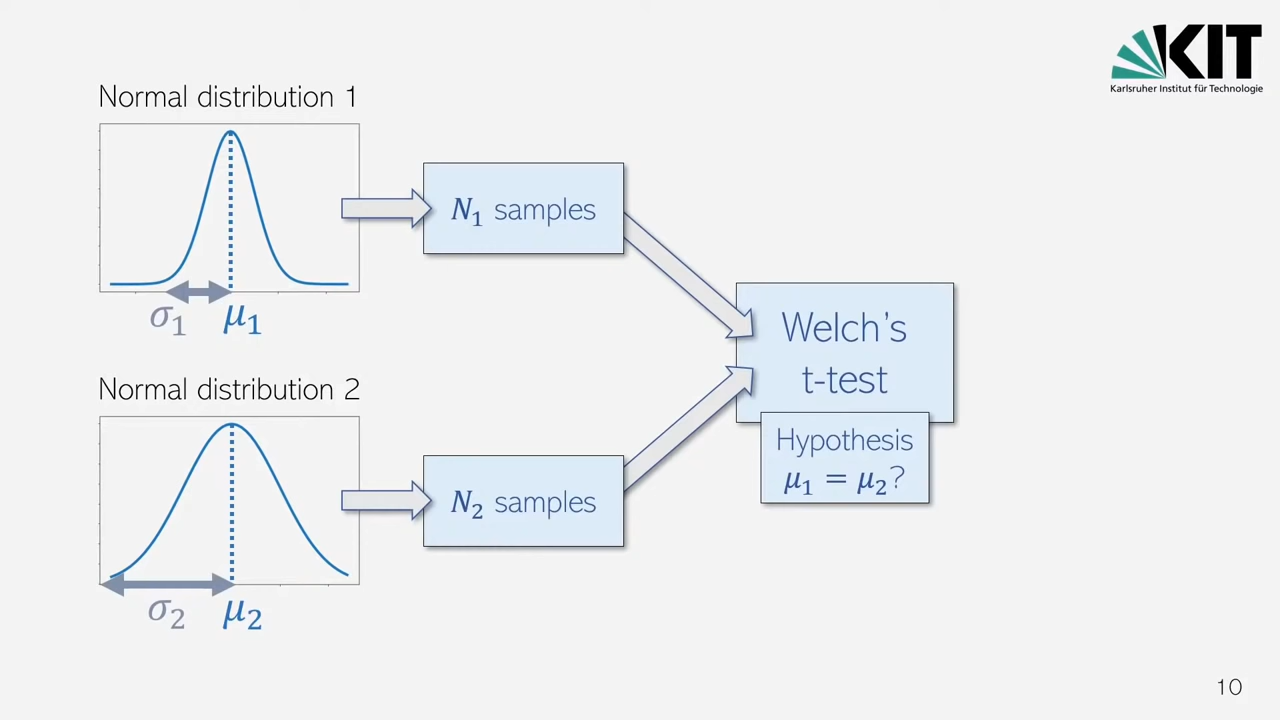 KIT
Karlsruher Institut für Technologie
Normal distribution 1
σ₁ μ₁
N₁ samples
Normal distribution 2
σ₂ μ₂
N₂ samples
Welch’s
t-test
Hypothesis
μ₁ = μ₂?
10